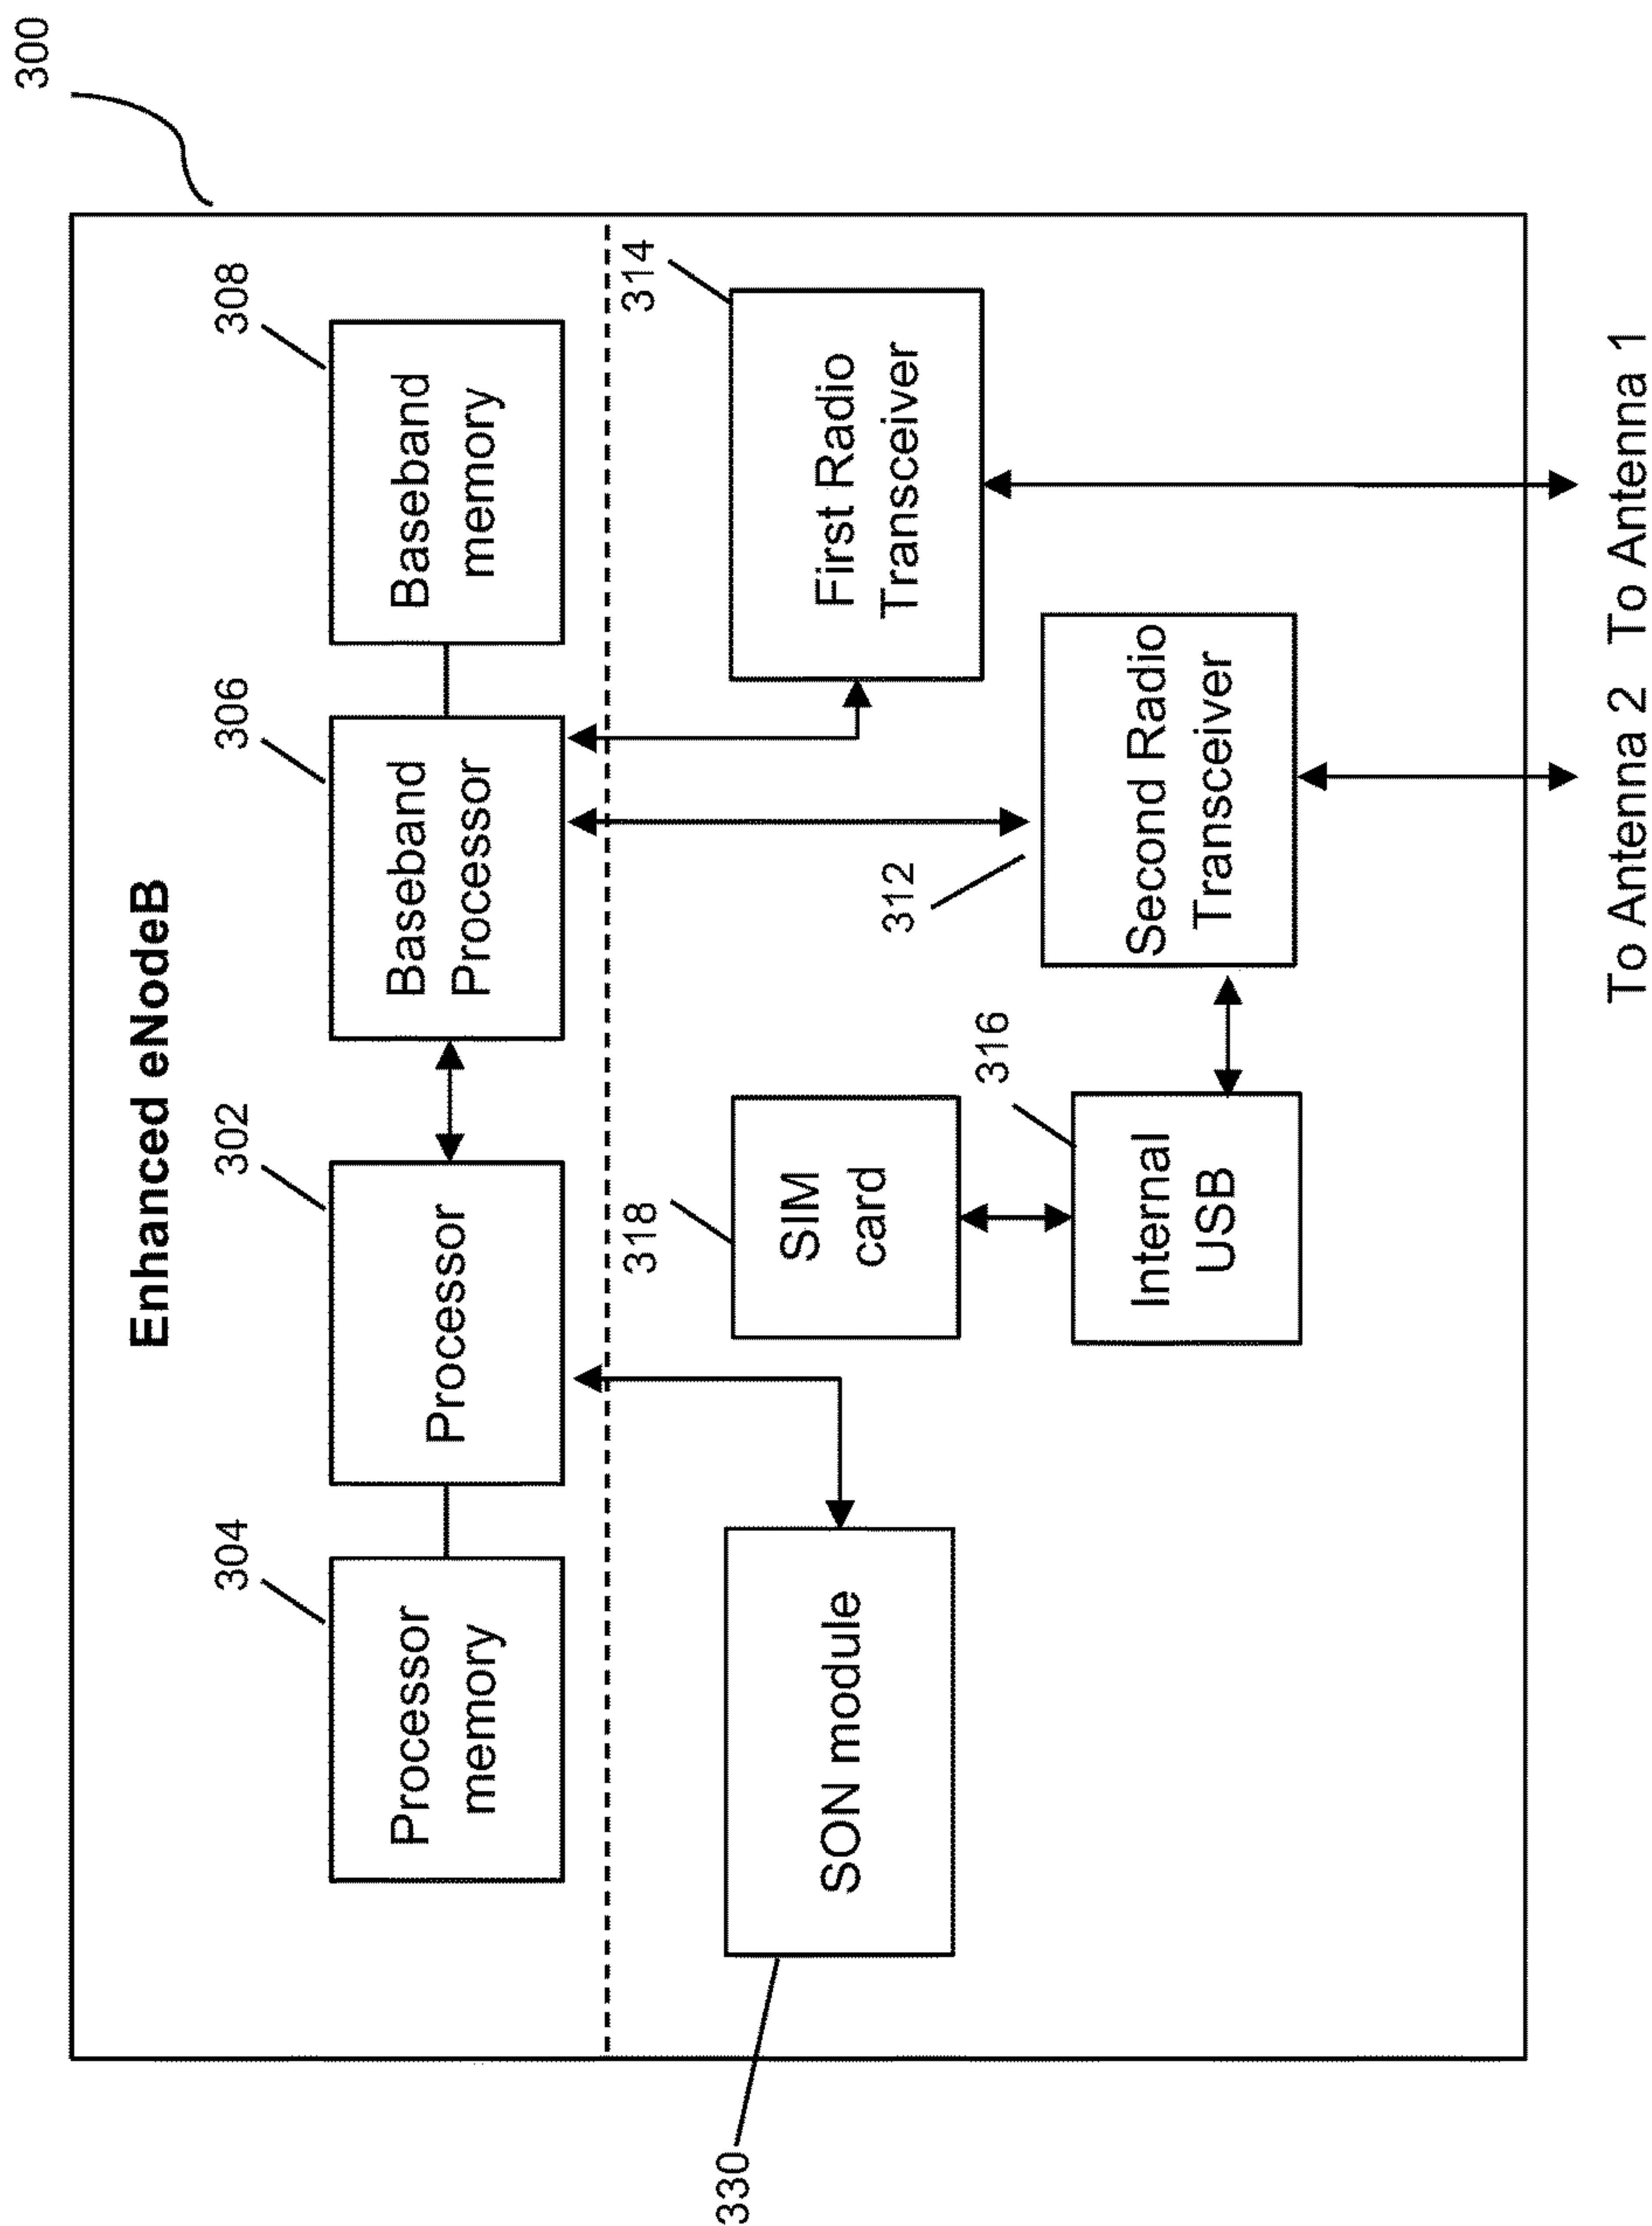 300
Enhanced eNodeB
304
302
306
308
Processor
memory
Processor
Baseband
Processor
Baseband
memory
330
318
316
312
314
SON module
SIM
card
First Radio
Transceiver
Internal
USB
Second Radio
Transceiver
To Antenna 2
To Antenna 1